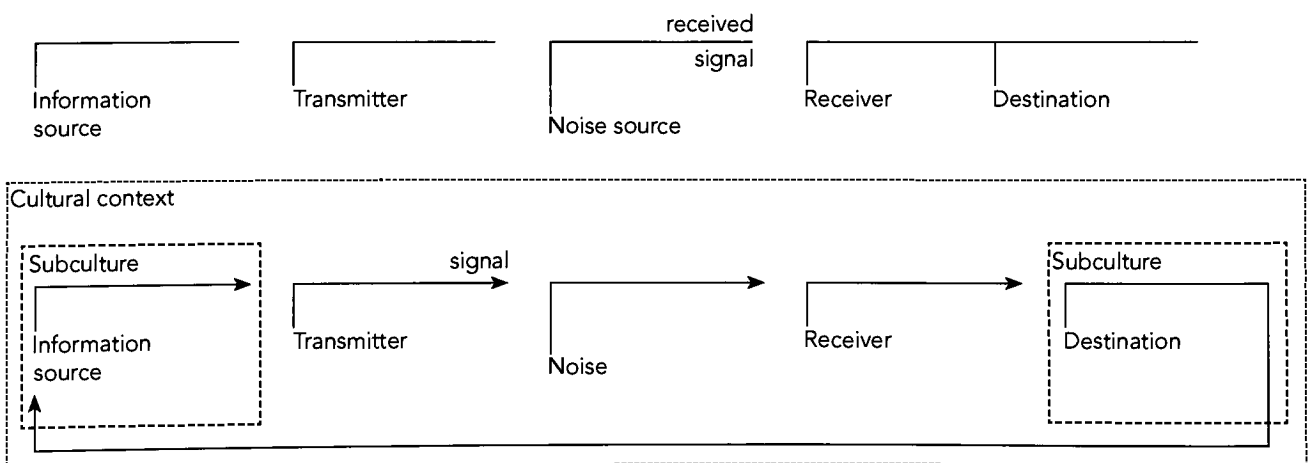 received
signal
Information
source
Transmitter
Noise source
Receiver
Destination
Cultural context
Subculture
signal
Subculture
Information
source
Transmitter
Noise
Receiver
Destination